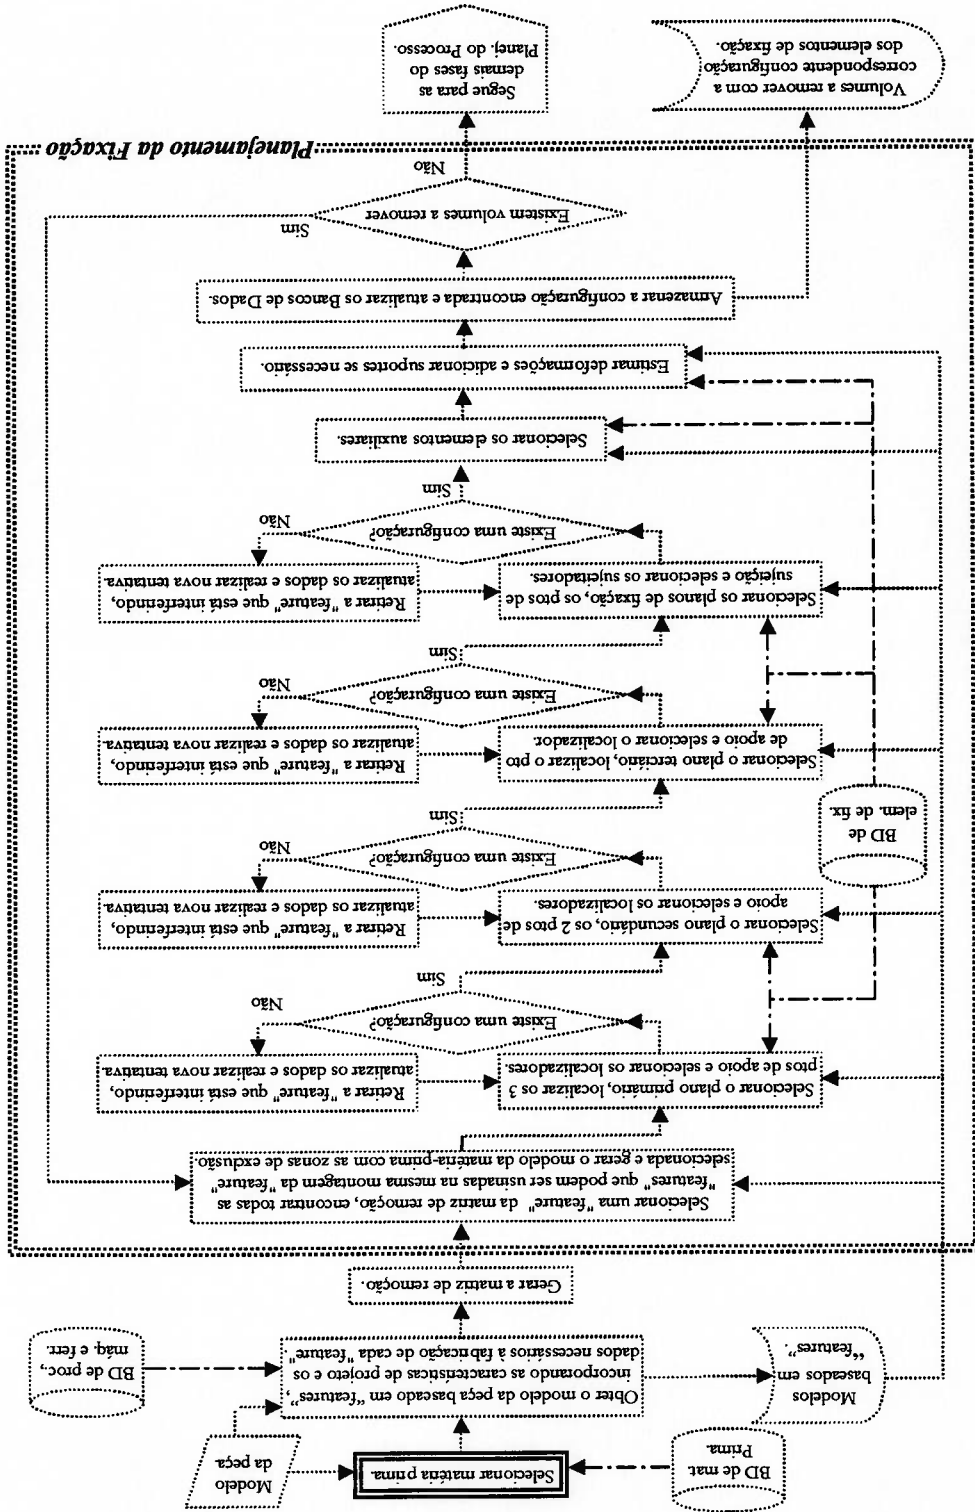 Modelo
da peça.
Selecionar matéria prima.
BD de mat.
Prima.
BD de proc.,
máq. e ferr.
Obter o modelo da peça baseado em “features”,
incorporando as características de projeto e os
dados necessários à fabricação de cada "feature".
Modelos
baseados em
“features”.
Gerar a matriz de remoção.
Selecionar uma "feature" da matriz de remoção, encontrar todas as
"features" que podem ser usinadas na mesma montagem da "feature"
selecionada e gerar o modelo da matéria-prima com as zonas de exclusão.
Selecionar o plano primário, localizar os 3
ptos de apoio e selecionar os localizadores.
Retirar a "feature" que está interferindo,
atualizar os dados e realizar nova tentativa.
Existe uma configuração?
Não
Sim
Selecionar o plano secundário, os 2 ptos de
apoio e selecionar os localizadores.
Retirar a "feature" que está interferindo,
atualizar os dados e realizar nova tentativa.
Existe uma configuração?
Não
Sim
BD de
elem. de fix.
Selecionar o plano terciário, localizar o pto
de apoio e selecionar o localizador.
Retirar a "feature" que está interferindo,
atualizar os dados e realizar nova tentativa.
Existe uma configuração?
Não
Sim
Selecionar os planos de fixação, os ptos de
sujeição e selecionar os sujeitadores.
Retirar a "feature" que está interferindo,
atualizar os dados e realizar nova tentativa.
Existe uma configuração?
Não
Sim
Selecionar os elementos auxiliares.
Estimar deformações e adicionar suportes se necessário.
Armazenar a configuração encontrada e atualizar os Bancos de Dados.
Existem volumes a remover
Sim
Não
Planejamento da Fixação
Segue para as
demais fases do
Planej. do Processo.
Volumes a remover com a
correspondente configuração
dos elementos de fixação.